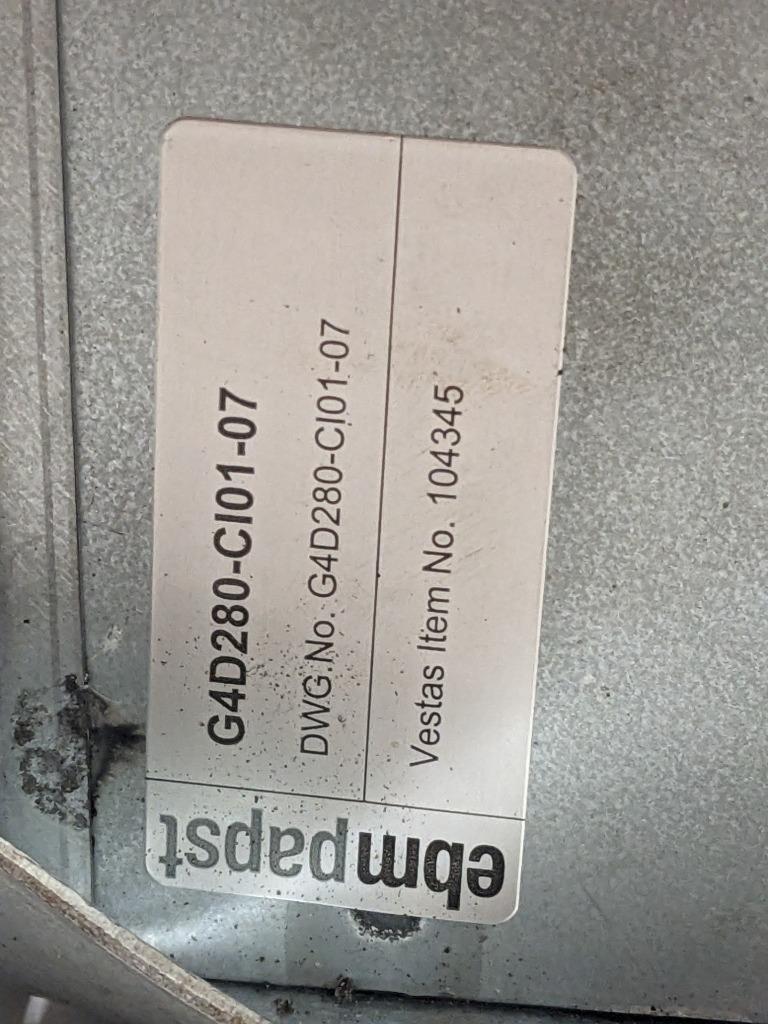 ebmpapst
G4D280-CI01-07
DWG.No. G4D280-CI01-07
Vestas Item No. 104345